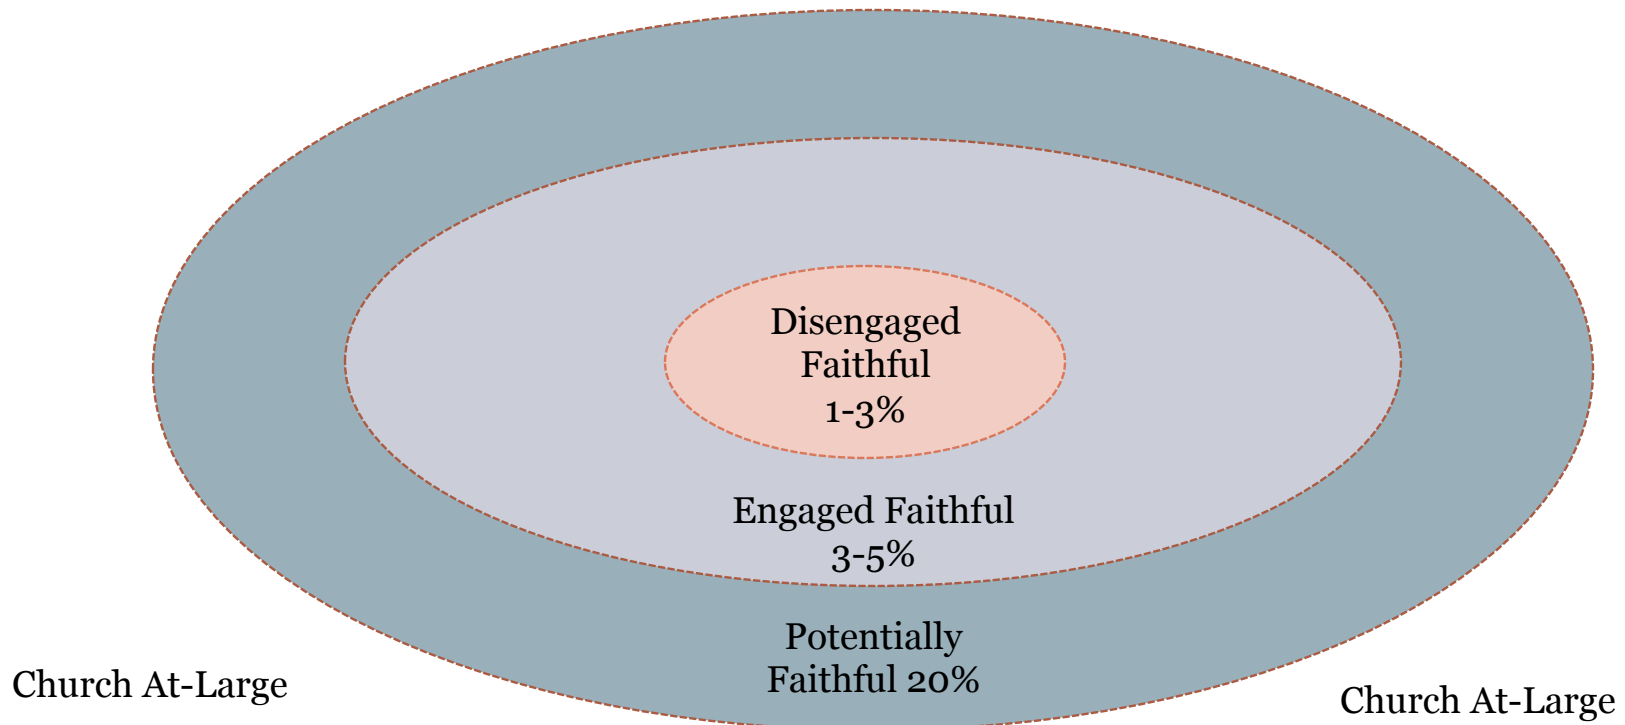 Disengaged
Faithful
1-3%
Engaged Faithful
3-5%
Potentially
Faithful 20%
Church At-Large
Church At-Large